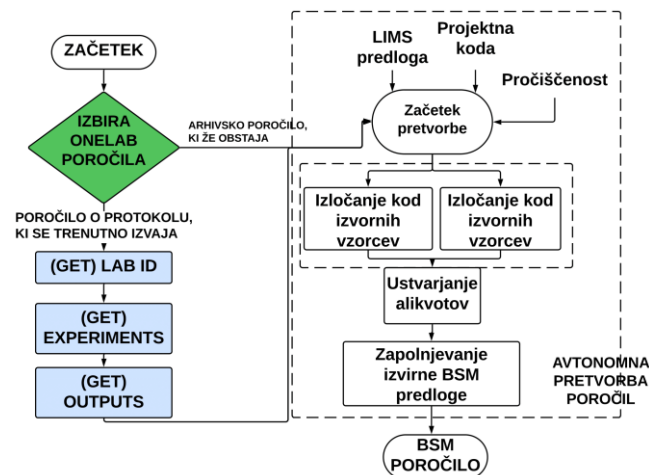 ZAČETEK
IZBIRA
ONELAB
POROČILA
ARHIVSKO POROČILO,
KI ŽE OBSTAJA
POROČILO O PROTOKOLU,
KI SE TRENUTNO IZVAJA
(GET) LAB ID
(GET)
EXPERIMENTS
(GET)
OUTPUTS
LIMS
predloga
Projektna
koda
Pročiščenost
Začetek
pretvorbe
Izločanje kod
izvornih
vzorcev
Izločanje kod
izvornih
vzorcev
Ustvarjanje
alikvotov
Zapolnjevanje
izvirne BSM
predloge
AVTONOMNA
PRETVORBA
POROČIL
BSM
POROČILO